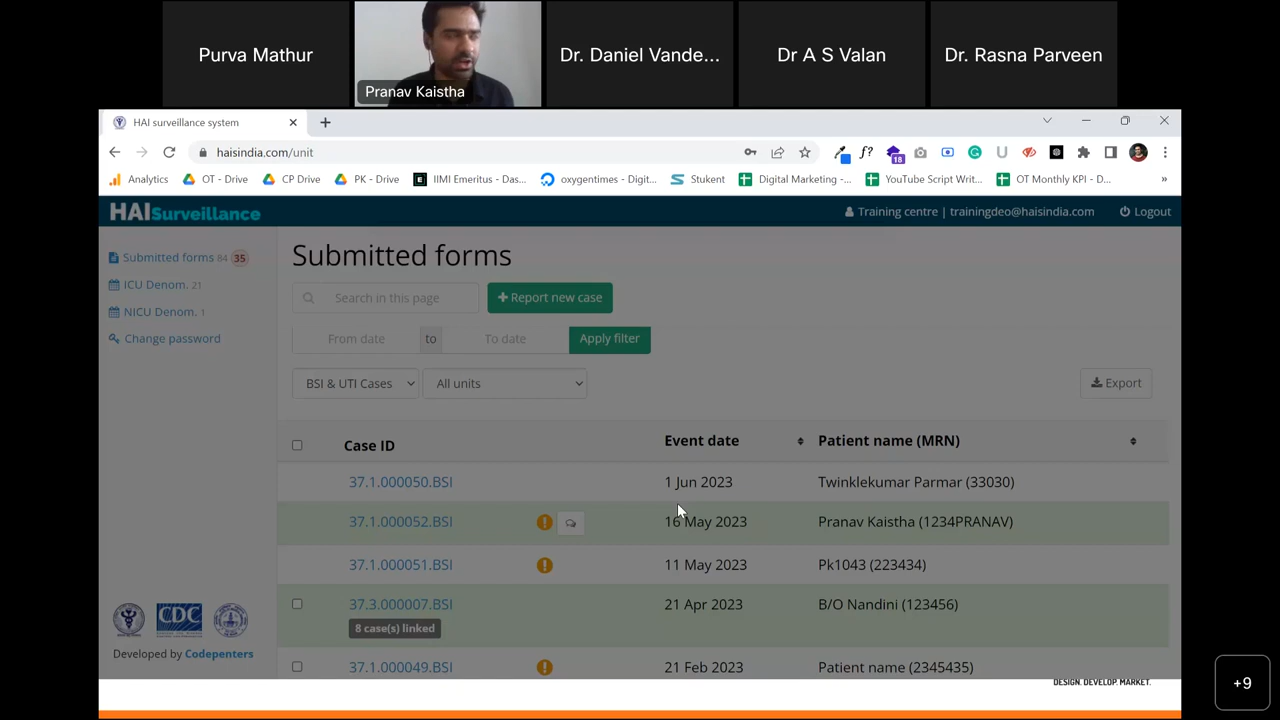 Purva Mathur
Pranav Kaistha
Dr. Daniel Vande...
Dr A S Valan
Dr. Rasna Parveen
HAI surveillance system
haisindia.com/unit
f?
18
Analytics
OT - Drive
CP Drive
PK - Drive
IIMI Emeritus - Das...
oxygentimes - Digit...
Stukent
Digital Marketing -...
YouTube Script Writ...
OT Monthly KPI - D...
»
HAISurveillance
Training centre | trainingdeo@haisindia.com
Logout
Submitted forms 84 35
ICU Denom. 21
NICU Denom. 1
Change password
Submitted forms
Search in this page
+ Report new case
From date to To date Apply filter
BSI & UTI Cases
All units
Export
Case ID Event date Patient name (MRN)
37.1.000050.BSI 1 Jun 2023 Twinklekumar Parmar (33030)
37.1.000052.BSI 16 May 2023 Pranav Kaistha (1234PRANAV)
37.1.000051.BSI 11 May 2023 Pk1043 (223434)
37.3.000007.BSI 21 Apr 2023 B/O Nandini (123456)
8 case(s) linked
37.1.000049.BSI 21 Feb 2023 Patient name (2345435)
CDC
Developed by Codepenters
DESIGN. DEVELOP. MARKET.
+9